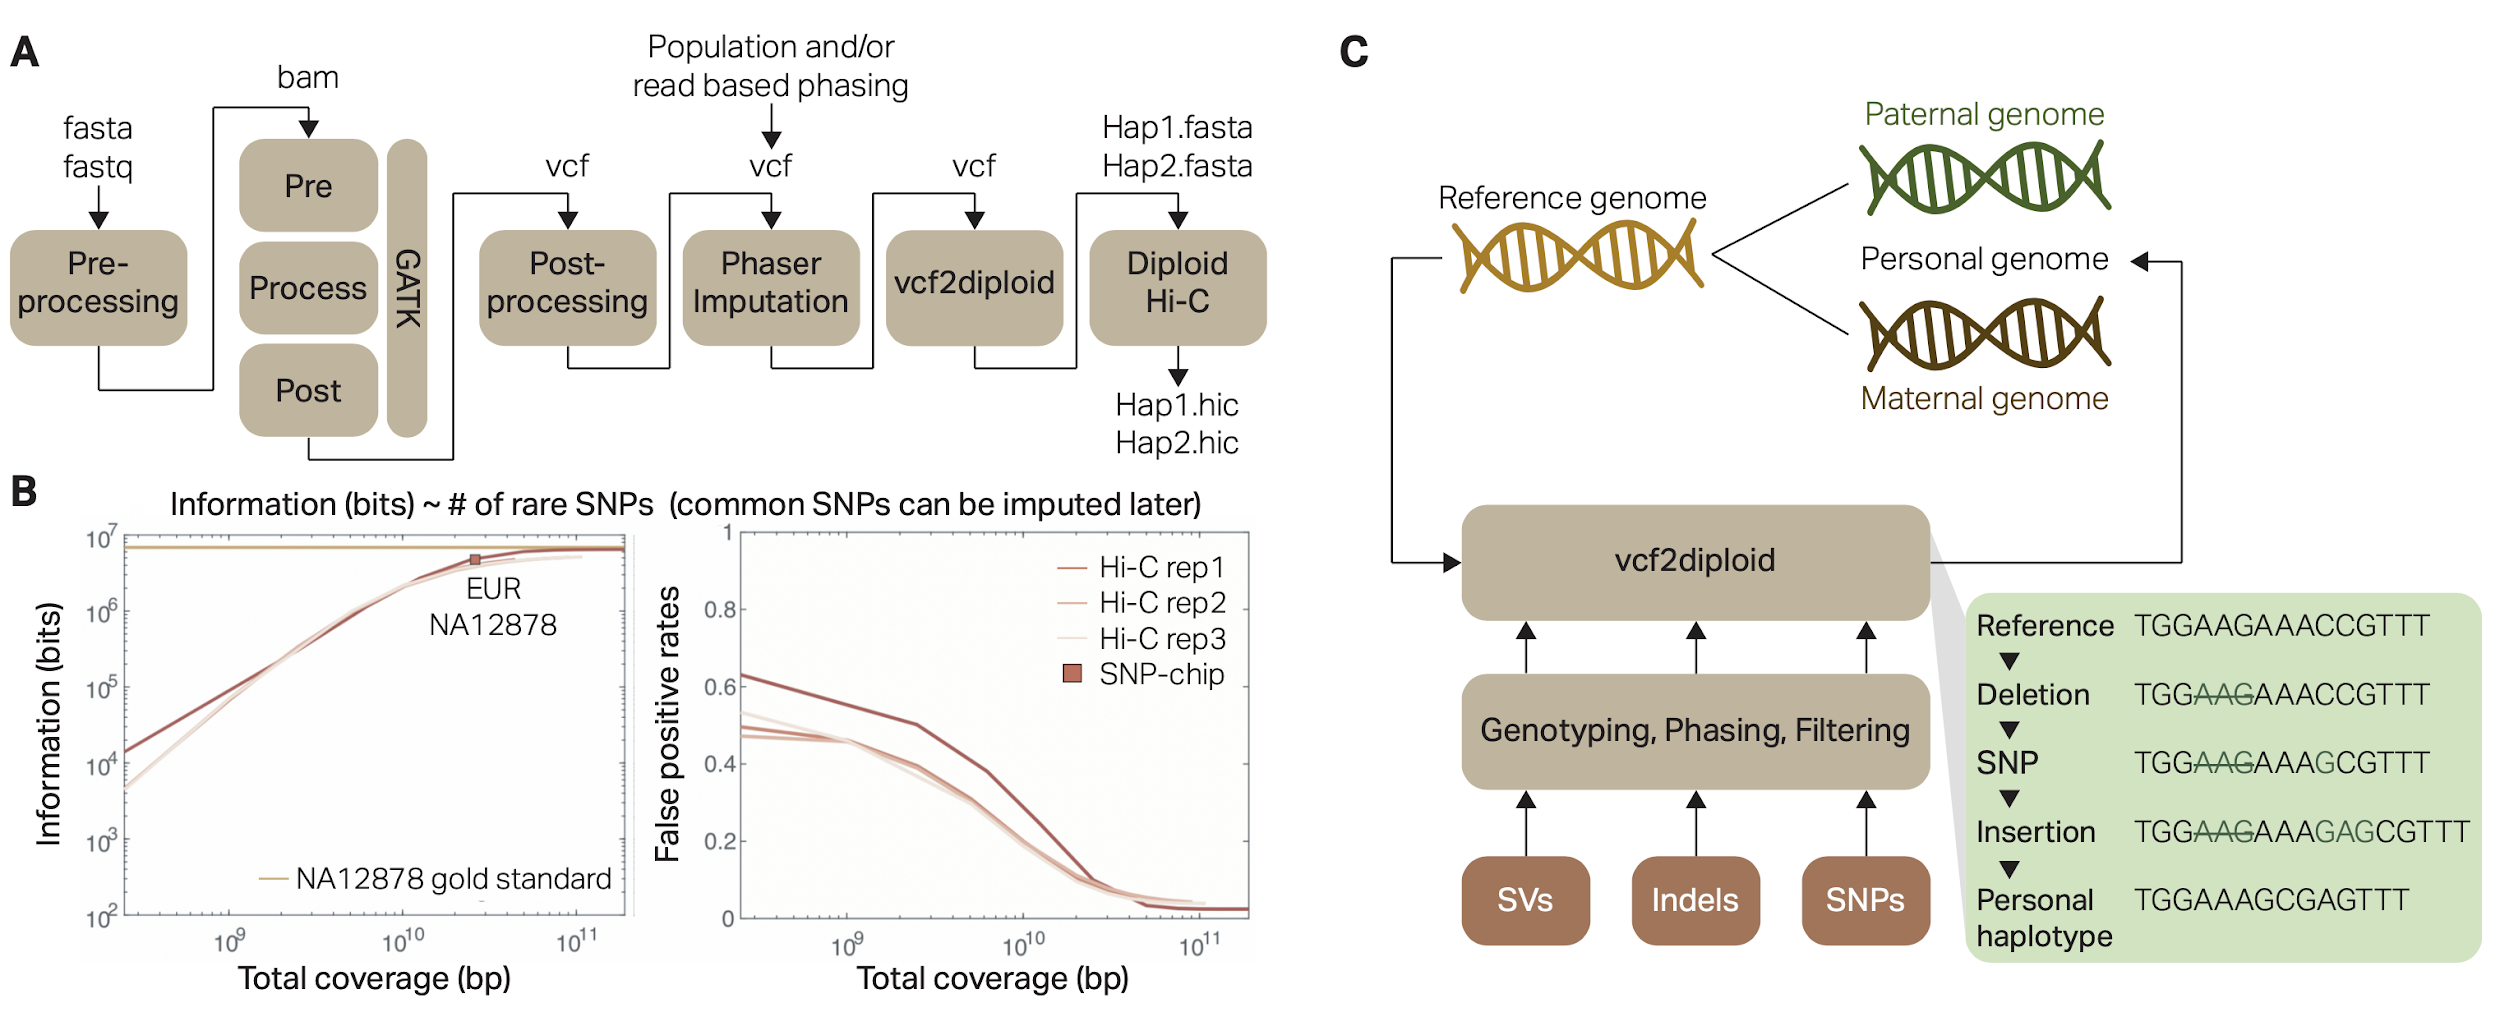 A
fasta
fastq
Pre-
processing
bam
Pre
Process
Post
GATK
vcf
Post-
processing
Population and/or
read based phasing
vcf
Phaser
Imputation
vcf
vcf2diploid
Hap1.fasta
Hap2.fasta
Diploid
Hi-C
Hap1.hic
Hap2.hic
B
Information (bits) ~ # of rare SNPs (common SNPs can be imputed later)
Information (bits)
10^7
10^6
10^5
10^4
10^3
10^2
EUR
NA12878
NA12878 gold standard
10^9 10^10 10^11
Total coverage (bp)
False positive rates
1
0.8
0.6
0.4
0.2
0
Hi-C rep1
Hi-C rep2
Hi-C rep3
SNP-chip
10^9 10^10 10^11
Total coverage (bp)
C
Reference genome
Paternal genome
Personal genome
Maternal genome
vcf2diploid
Genotyping, Phasing, Filtering
SVs
Indels
SNPs
Reference TGGAAGAAACCGTTT
Deletion TGGAAGAAACCGTTT
SNP TGGAAGAAAGCGTTT
Insertion TGGAAGAAAGAGCGTTT
Personal TGGAAAGCGAGTTT
haplotype